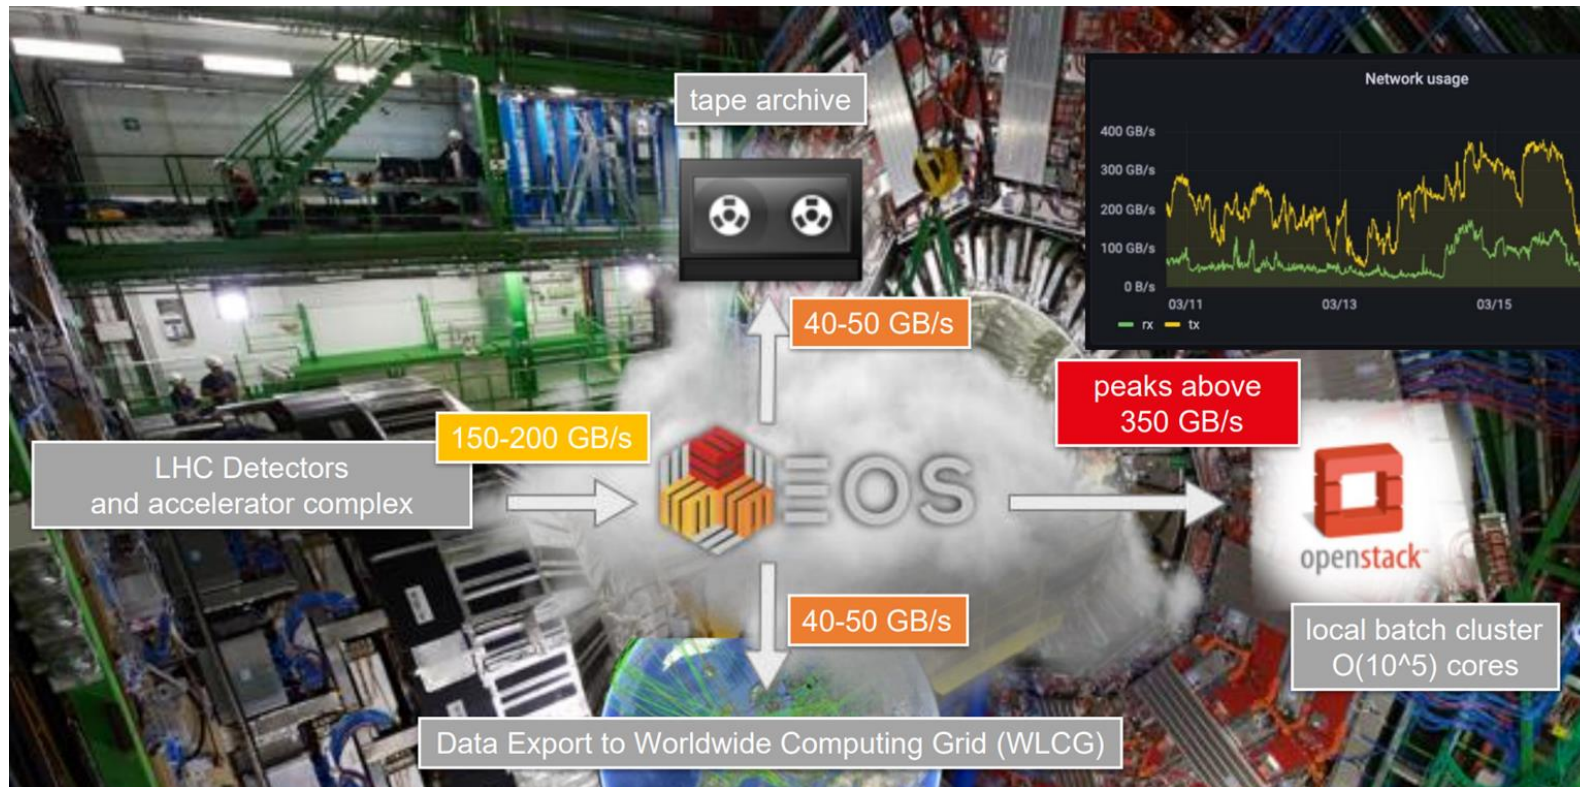 tape archive
Network usage
400 GB/s
300 GB/s
200 GB/s
100 GB/s
0 B/s
03/11 03/13 03/15
rx tx
40-50 GB/s
peaks above
350 GB/s
150-200 GB/s
LHC Detectors
and accelerator complex
EOS
openstack
40-50 GB/s
local batch cluster
O(10^5) cores
Data Export to Worldwide Computing Grid (WLCG)